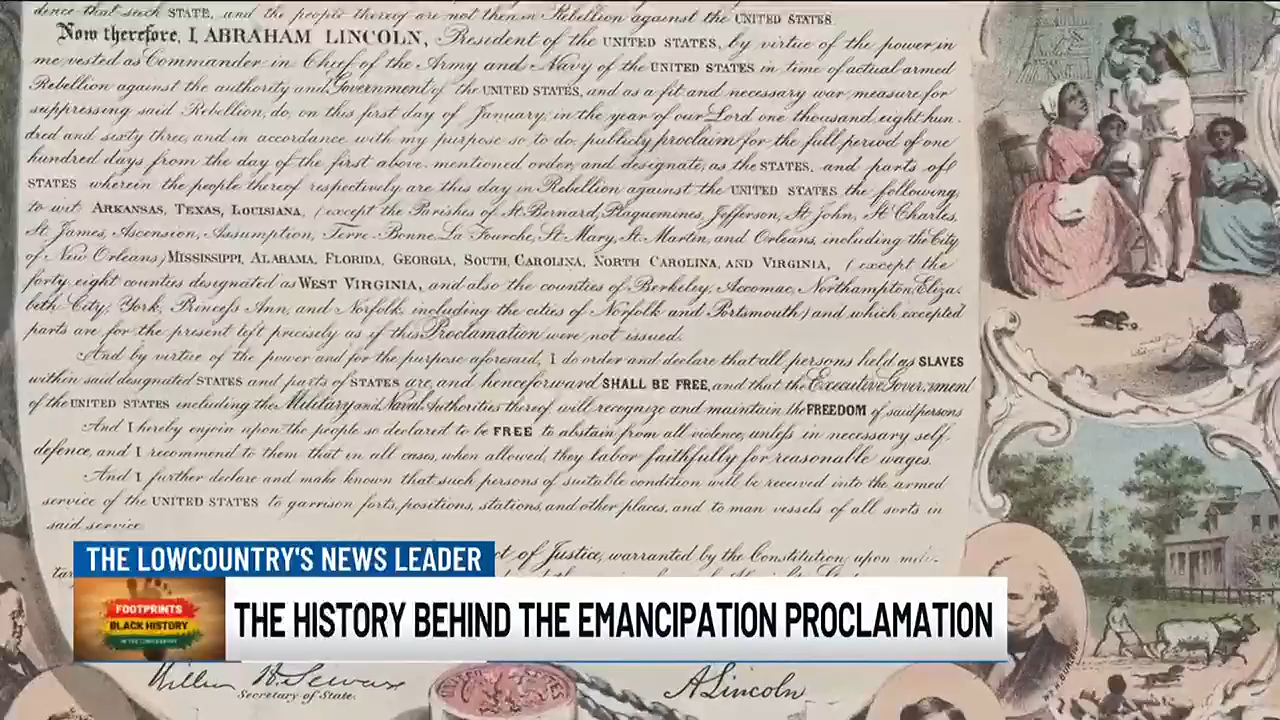 dence that such STATE, and the people thereof are not then in Rebellion against the UNITED STATES.
Now therefore, I, ABRAHAM LINCOLN, President of the UNITED STATES, by virtue of the power in
me vested as Commander in Chief of the Army and Navy of the UNITED STATES in time of actual armed
Rebellion against the authority and Government of the UNITED STATES, and as a fit and necessary war measure for
suppressing said Rebellion, do, on this first day of January, in the year of our Lord one thousand, eight hun-
dred and sixty three, and in accordance with my purpose so to do, publicly proclaim for the full period of one
hundred days from the day of the first above mentioned order, and designate, as the STATES, and parts of
STATES wherein the people thereof respectively are this day in Rebellion against the UNITED STATES the following,
to wit: ARKANSAS, TEXAS, LOUISIANA, (except the Parishes of St. Bernard, Plaquemines, Jefferson, St John, St Charles,
St James, Ascension, Assumption, Terre-Bonne, La Fourche, St. Mary, St. Martin, and Orleans, including the City
of New Orleans,) MISSISSIPPI, ALABAMA, FLORIDA, GEORGIA, SOUTH, CAROLINA, NORTH CAROLINA, AND VIRGINIA, (except the
forty eight counties designated as WEST VIRGINIA, and also the counties of Berkeley, Accomac, Northampton, Eliza-
beth City, York, Princess Ann, and Norfolk, including the cities of Norfolk and Portsmouth,) and which excepted
parts are for the present left precisely as if this Proclamation were not issued.
And by virtue of the power and for the purpose aforesaid, I do order and declare that all persons held as SLAVES
within said designated STATES and parts of STATES are, and henceforward SHALL BE FREE, and that the Executive Government
of the UNITED STATES including the Military and Naval Authorities thereof will recognize and maintain the FREEDOM of said persons
And I hereby enjoin upon the people so declared to be FREE to abstain from all violence, unless in necessary self-
defence, and I recommend to them that in all cases, when allowed, they labor faithfully for reasonable wages.
And I further declare and make known that such persons of suitable condition will be received into the armed
service of the UNITED STATES to garrison forts, positions, stations, and other places, and to man vessels of all sorts in
said service
of Justice, warranted by the Constitution, upon
THE LOWCOUNTRY'S NEWS LEADER
FOOTPRINTS
BLACK HISTORY
THE HISTORY BEHIND THE EMANCIPATION PROCLAMATION
William H. Seward
Secretary of State.
A Lincoln